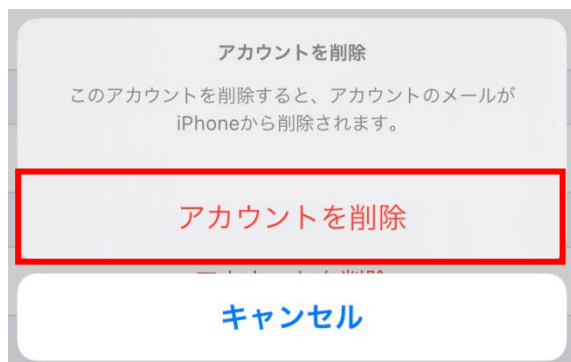 アカウントを削除
このアカウントを削除すると、アカウントのメールが
iPhoneから削除されます。
アカウントを削除
キャンセル